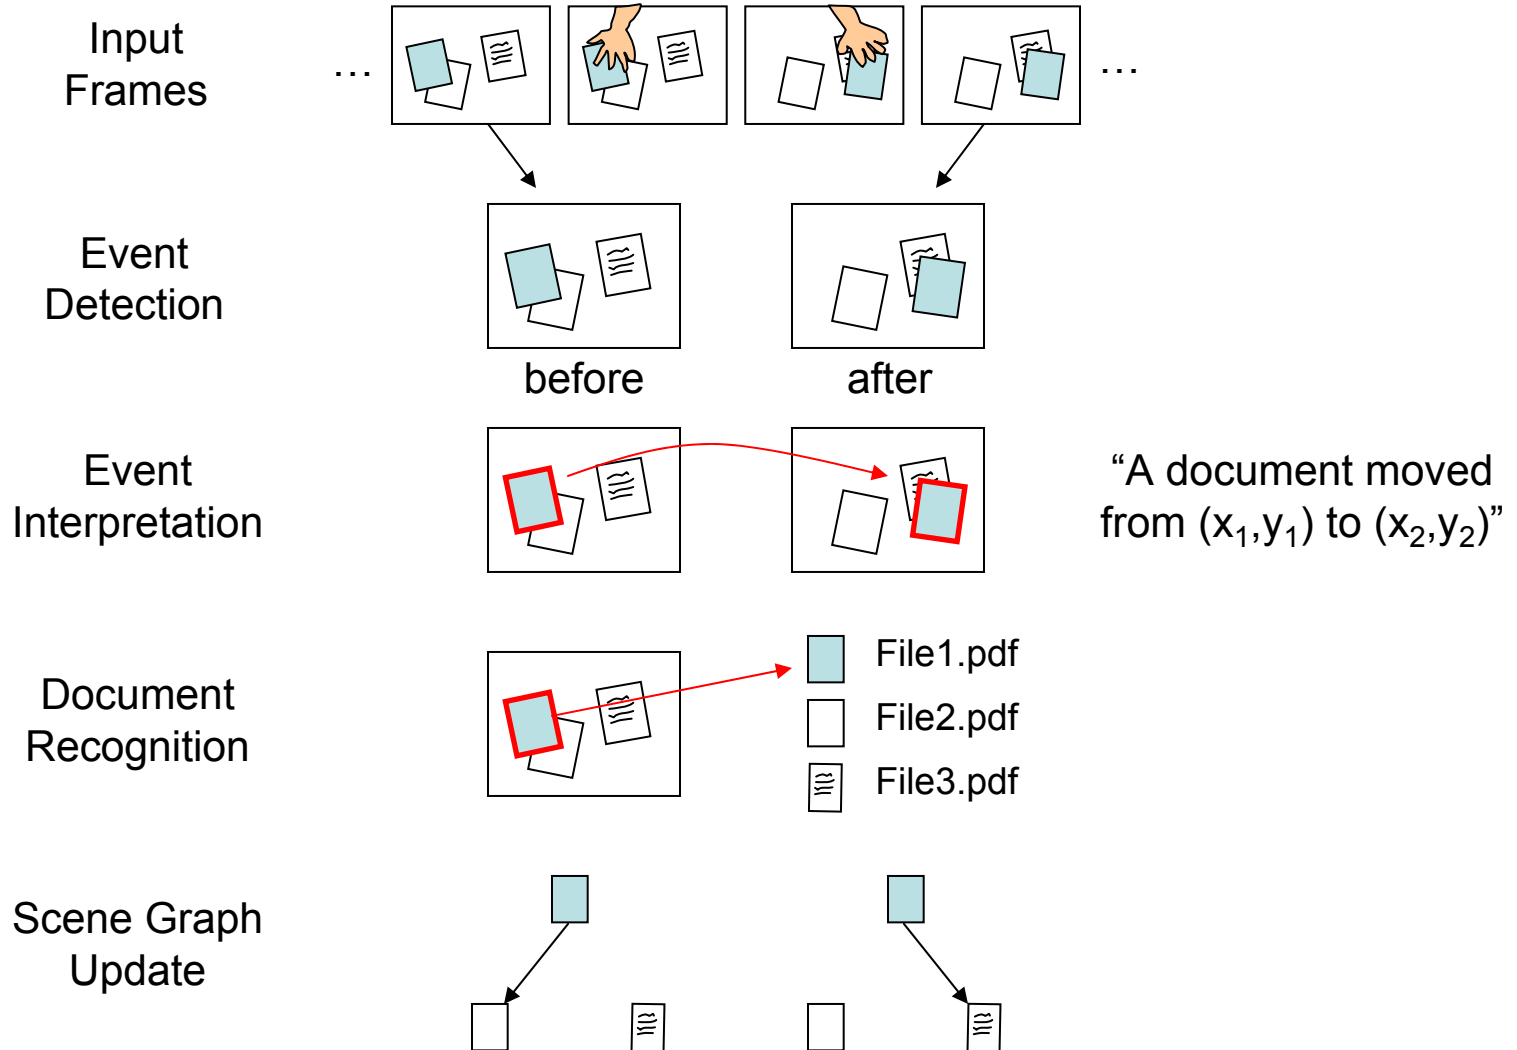 Input
Frames
...
...
Event
Detection
before
after
Event
Interpretation
“A document moved
from (x₁,y₁) to (x₂,y₂)”
Document
Recognition
File1.pdf
File2.pdf
File3.pdf
Scene Graph
Update